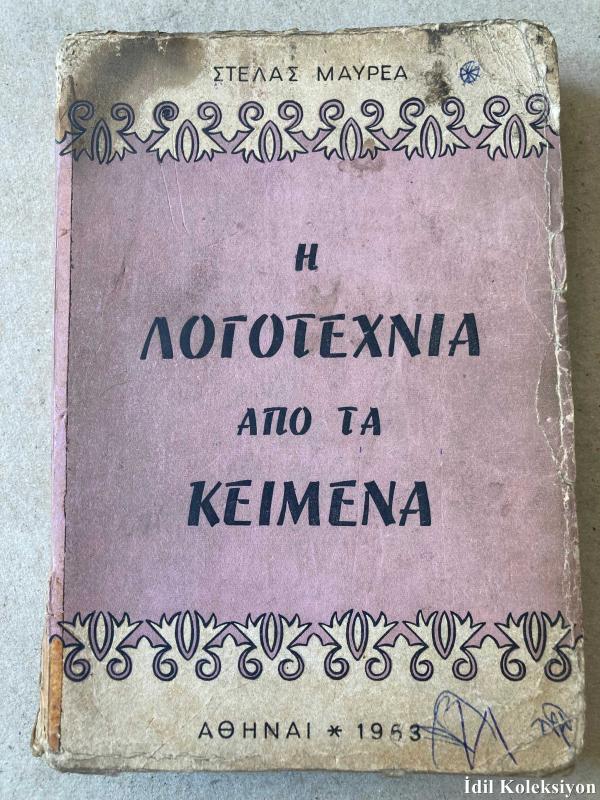 ΣΤΕΛΑΣ ΜΑΥΡΕΑ
Η
ΛΟΓΟΤΕΧΝΙΑ
ΑΠΟ ΤΑ
ΚΕΙΜΕΝΑ
ΑΘΗΝΑΙ * 1963
İdil Koleksiyon